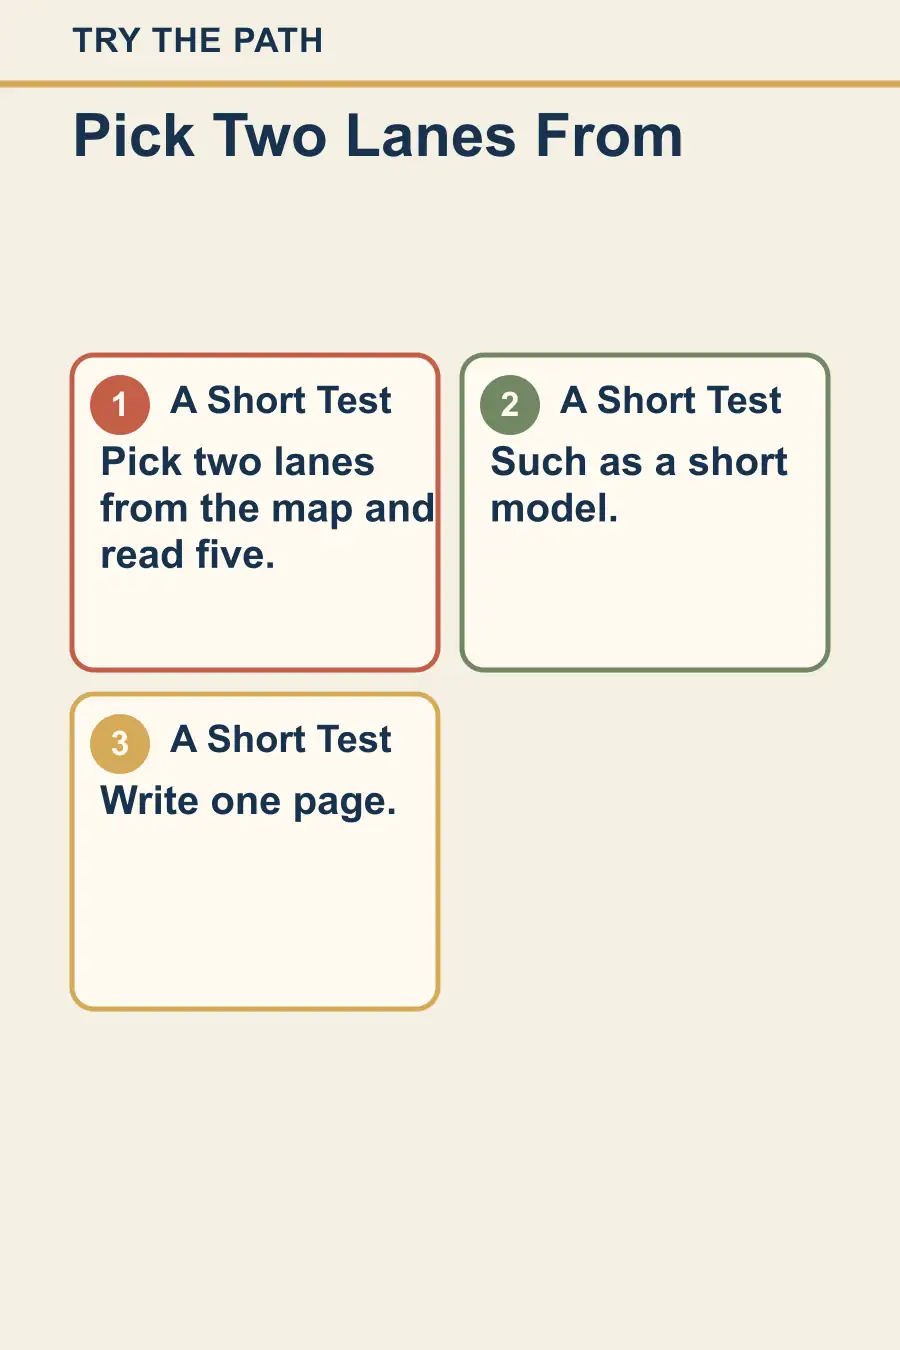 TRY THE PATH
Pick Two Lanes From
1 A Short Test
Pick two lanes
from the map and
read five.
2 A Short Test
Such as a short
model.
3 A Short Test
Write one page.